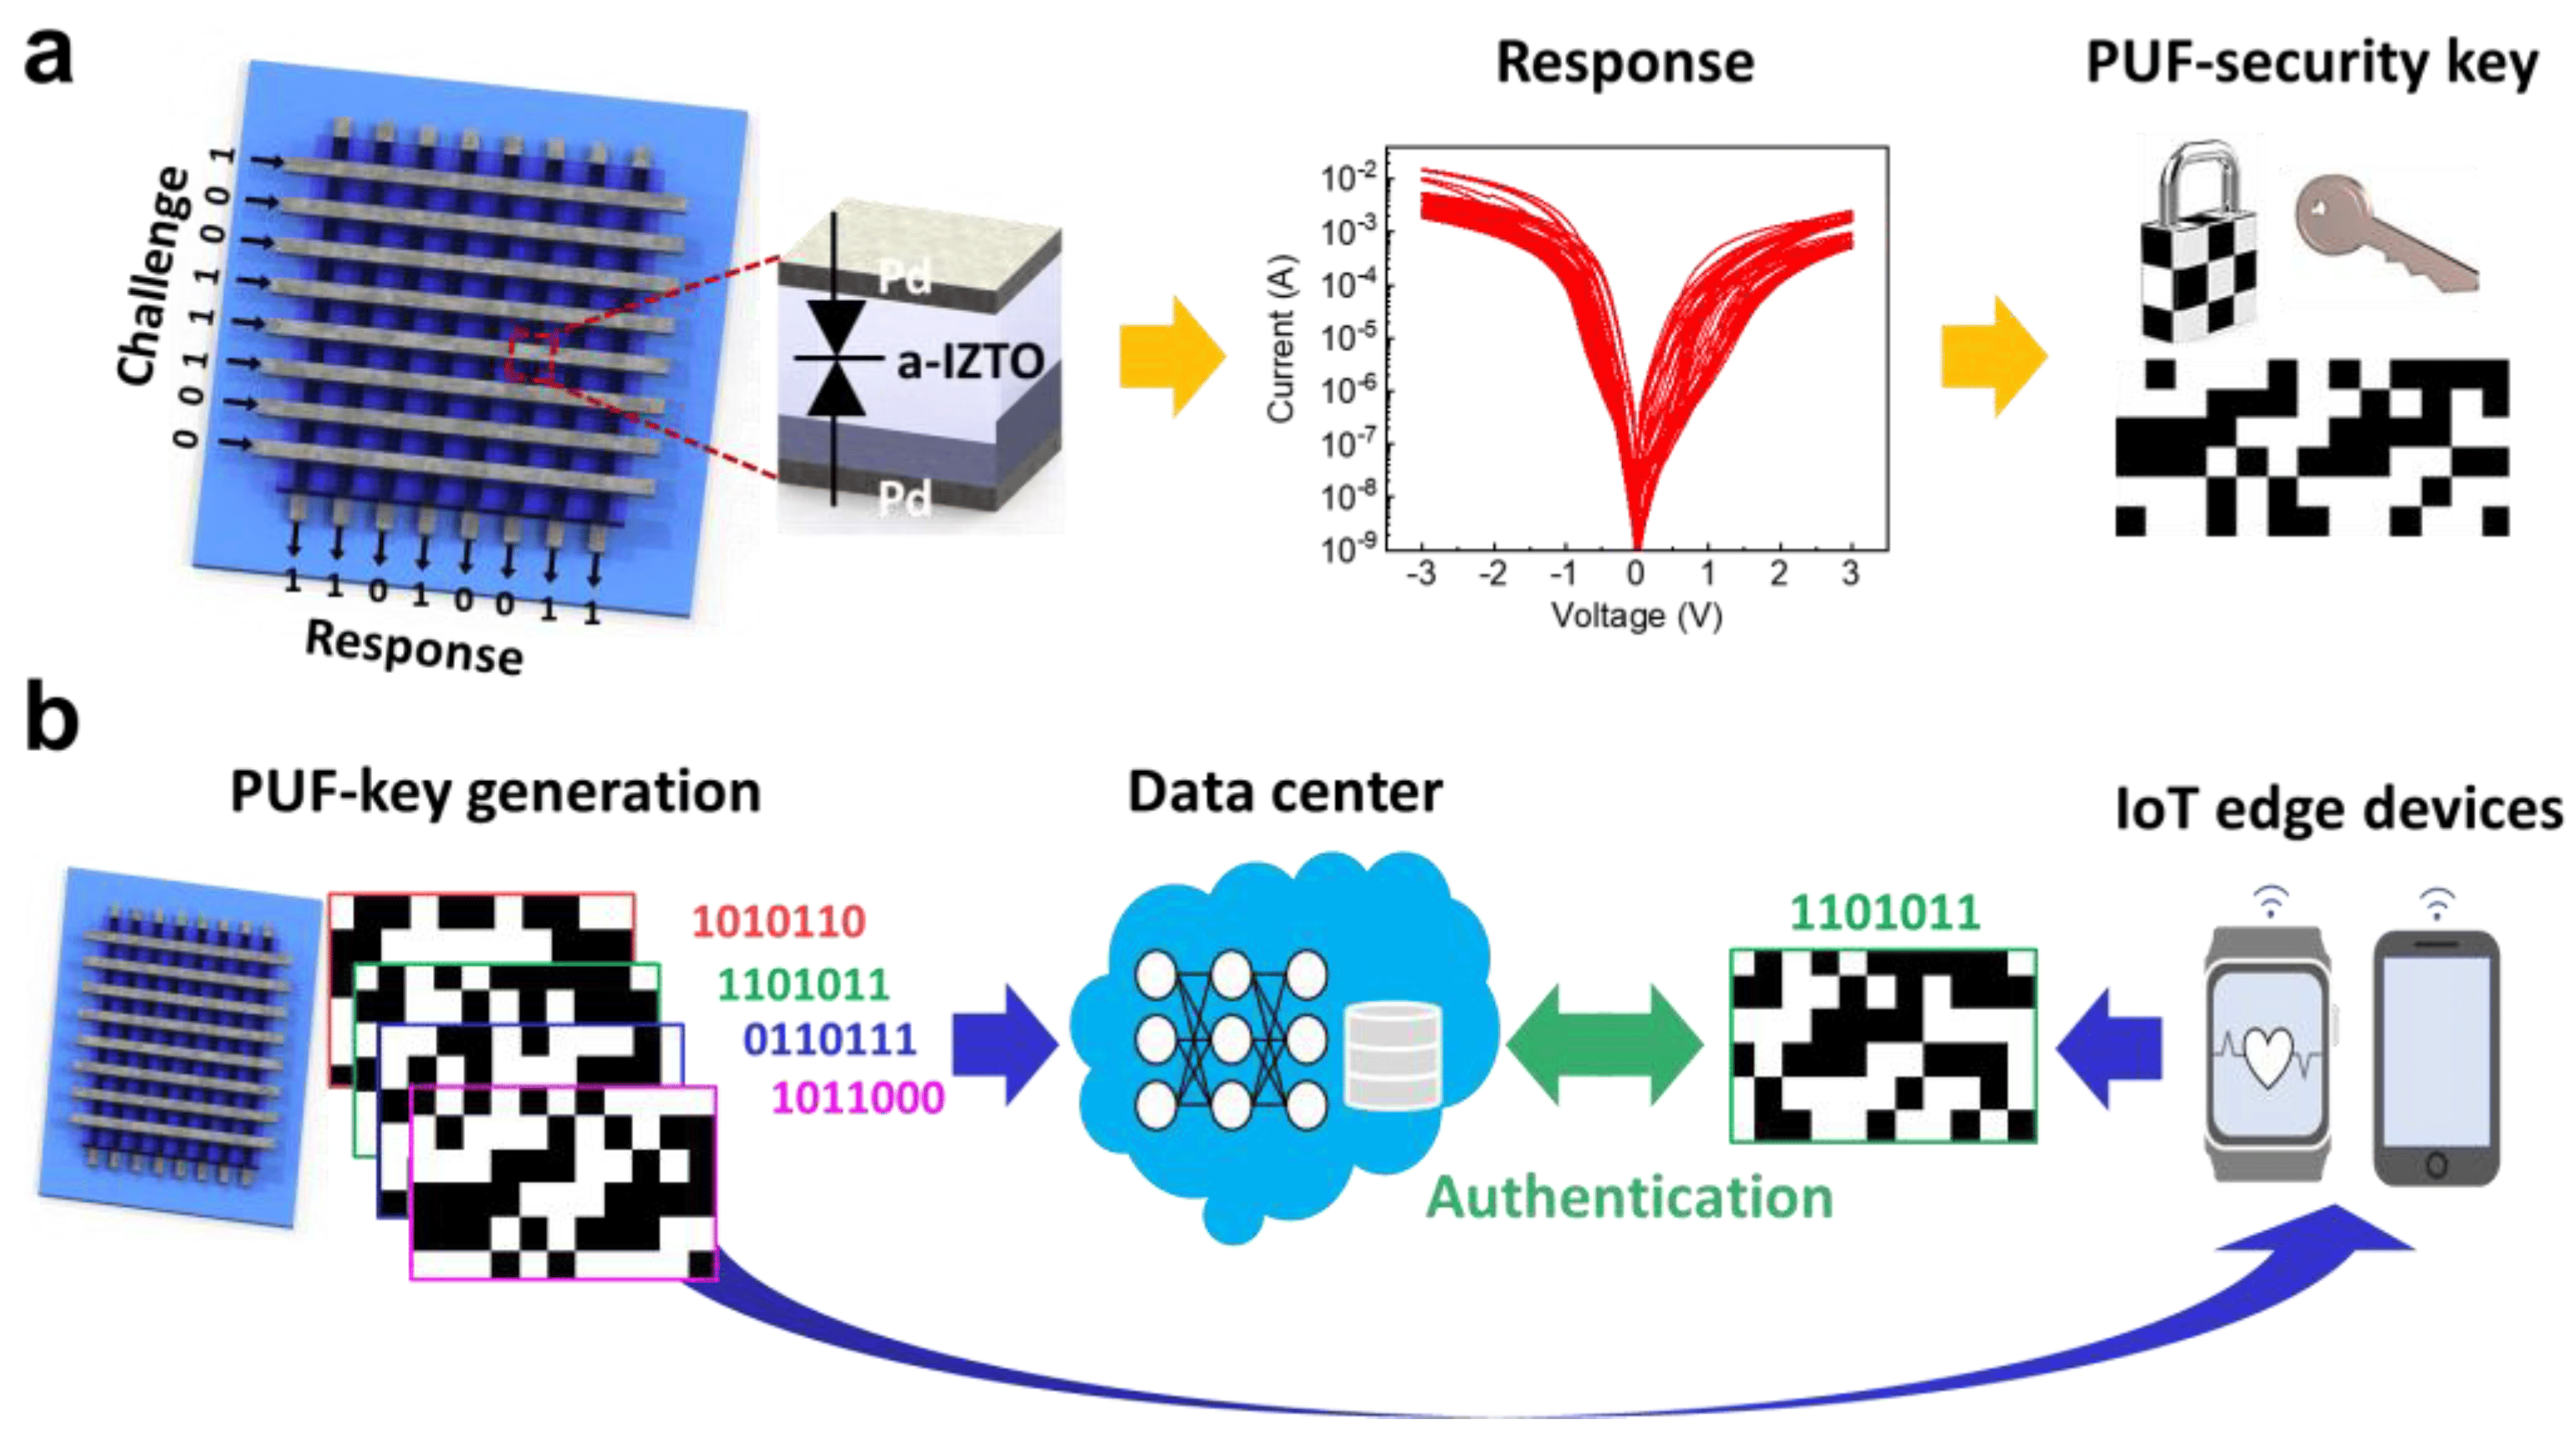 a
Challenge
1
0
0
1
1
1
0
0
1 1 0 1 0 0 1 1
Response
Pd
a-IZTO
Pd
Response
Current (A)
10-2
10-3
10-4
10-5
10-6
10-7
10-8
10-9
-3 -2 -1 0 1 2 3
Voltage (V)
PUF-security key
b
PUF-key generation
1010110
1101011
0110111
1011000
Data center
Authentication
1101011
IoT edge devices